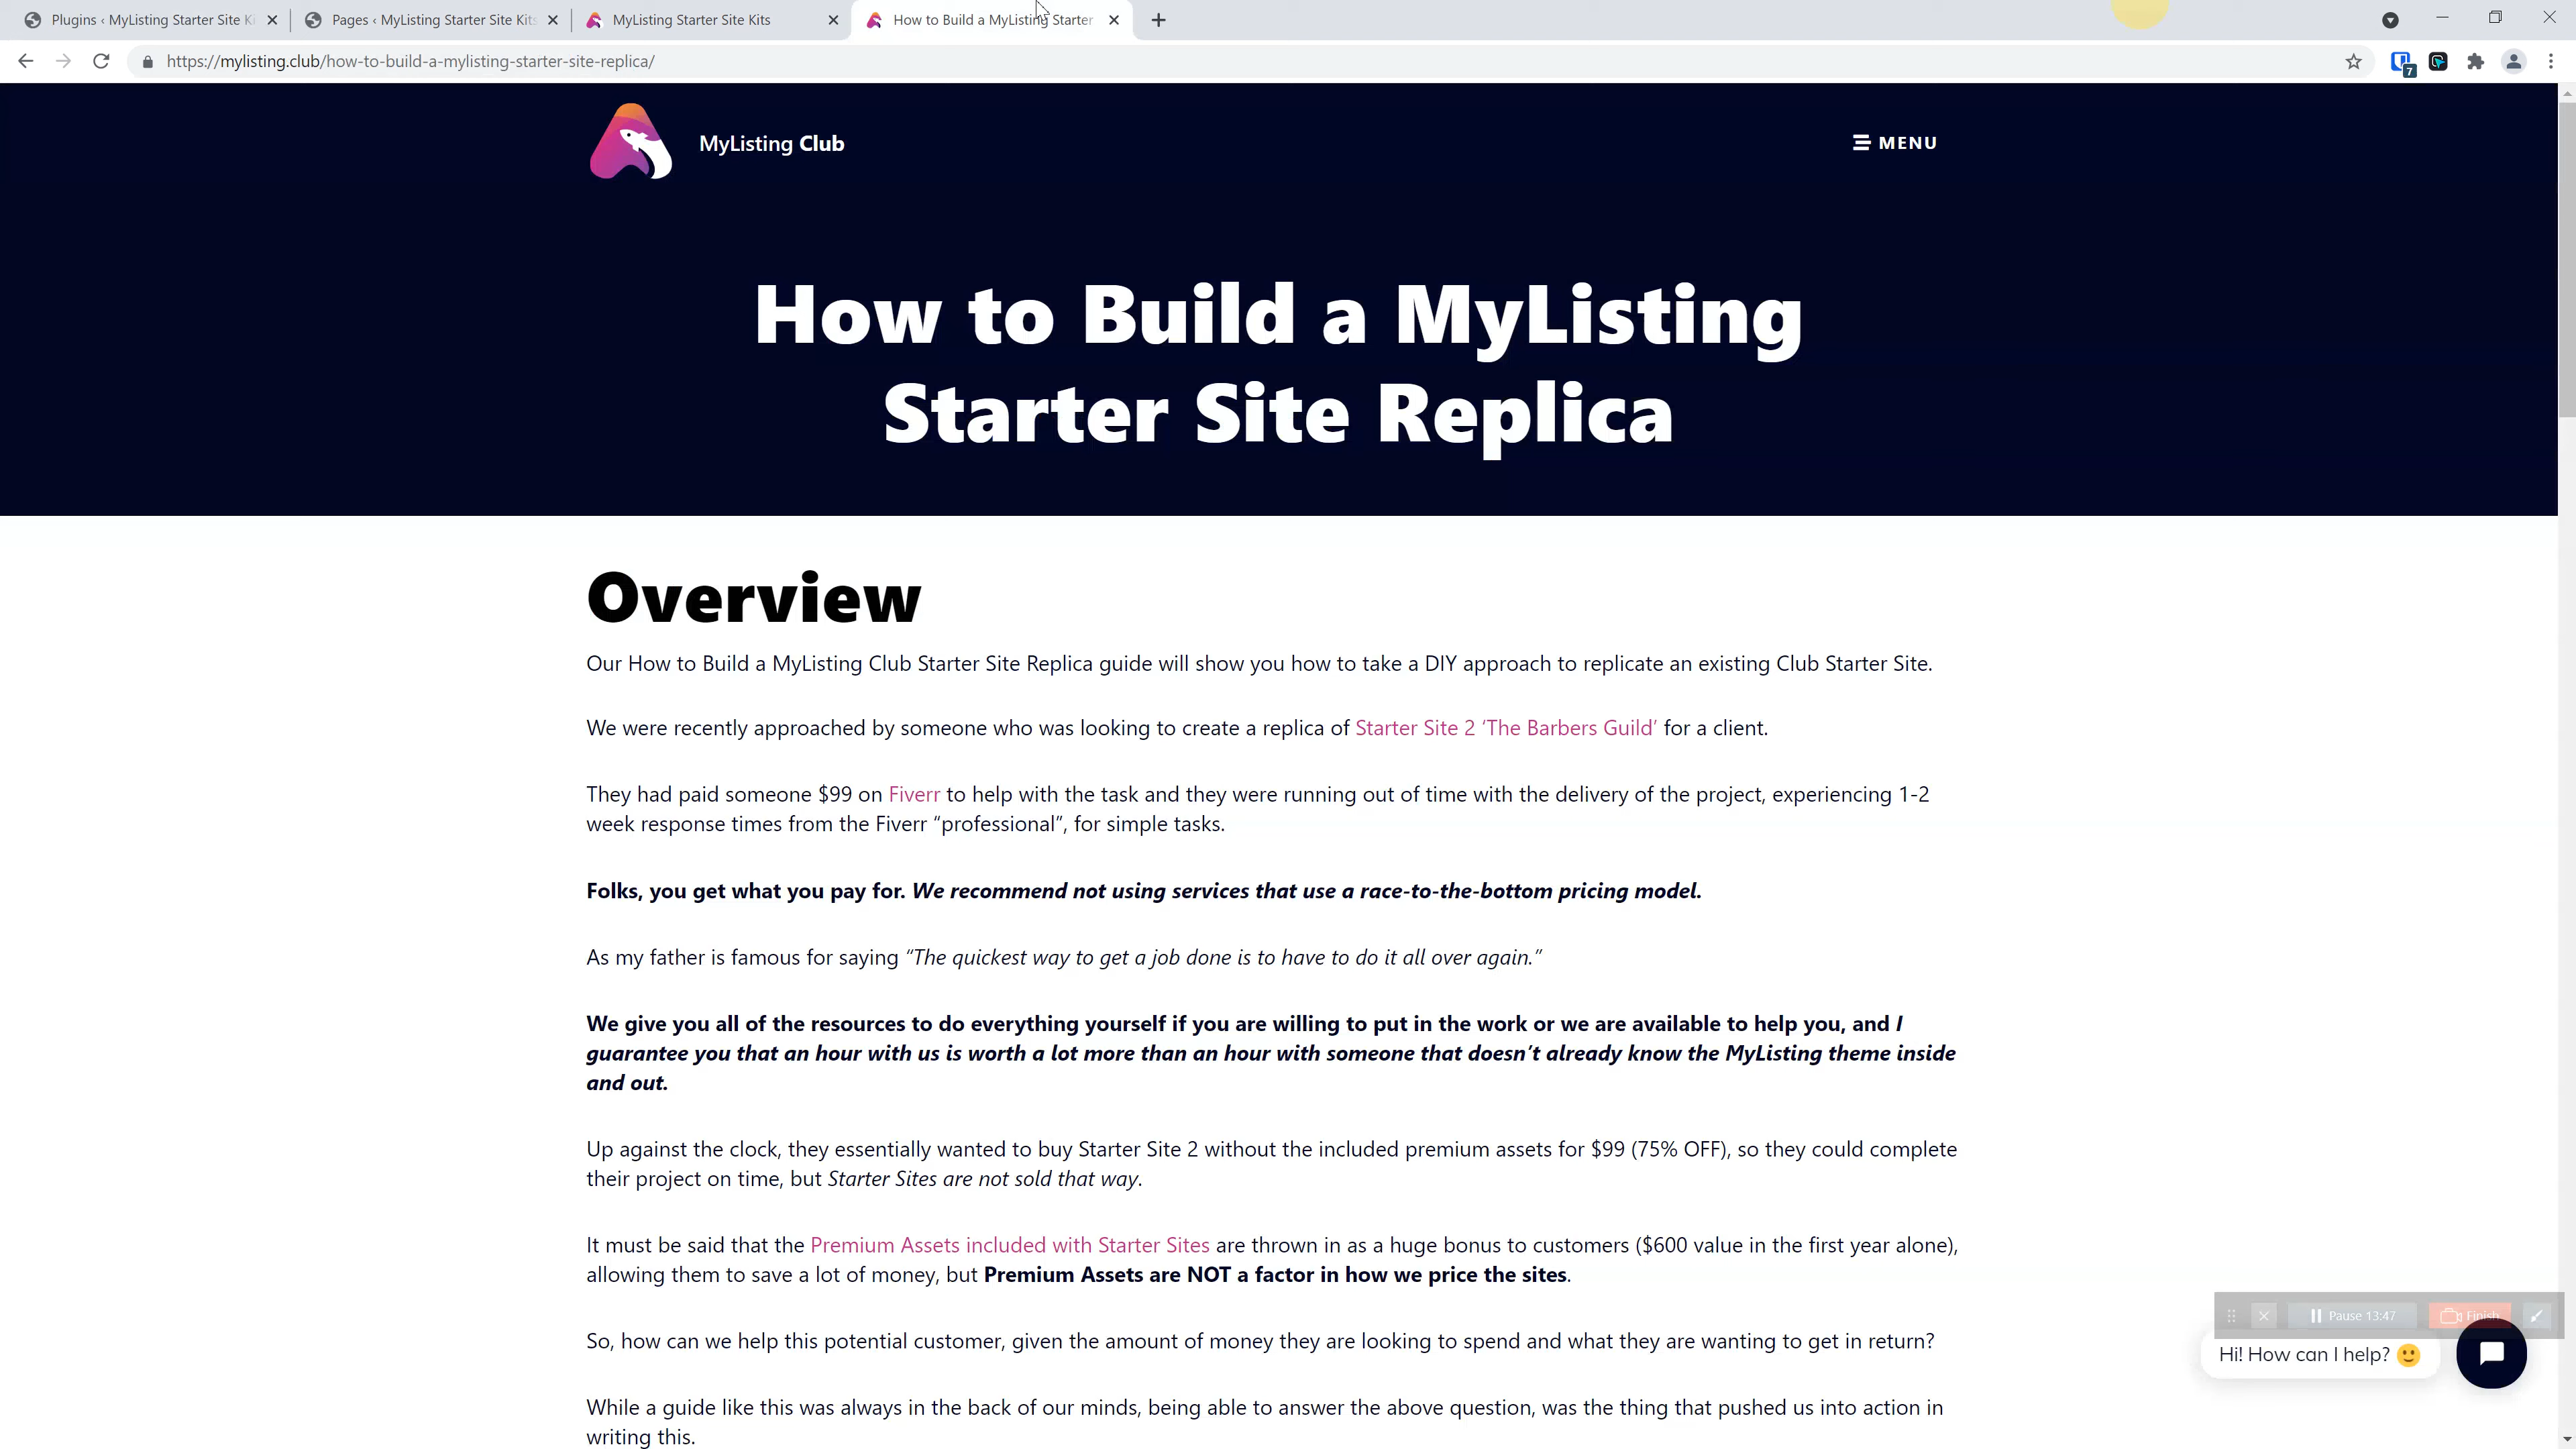 Plugins ‹ MyListing Starter Site Ki
Pages ‹ MyListing Starter Site Kits
MyListing Starter Site Kits
How to Build a MyListing Starter
https://mylisting.club/how-to-build-a-mylisting-starter-site-replica/
7
MyListing Club
MENU
How to Build a MyListing
Starter Site Replica
Overview
Our How to Build a MyListing Club Starter Site Replica guide will show you how to take a DIY approach to replicate an existing Club Starter Site.
We were recently approached by someone who was looking to create a replica of Starter Site 2 ‘The Barbers Guild’ for a client.
They had paid someone $99 on Fiverr to help with the task and they were running out of time with the delivery of the project, experiencing 1-2
week response times from the Fiverr “professional”, for simple tasks.
Folks, you get what you pay for. We recommend not using services that use a race-to-the-bottom pricing model.
As my father is famous for saying “The quickest way to get a job done is to have to do it all over again.”
We give you all of the resources to do everything yourself if you are willing to put in the work or we are available to help you, and I
guarantee you that an hour with us is worth a lot more than an hour with someone that doesn’t already know the MyListing theme inside
and out.
Up against the clock, they essentially wanted to buy Starter Site 2 without the included premium assets for $99 (75% OFF), so they could complete
their project on time, but Starter Sites are not sold that way.
It must be said that the Premium Assets included with Starter Sites are thrown in as a huge bonus to customers ($600 value in the first year alone),
allowing them to save a lot of money, but Premium Assets are NOT a factor in how we price the sites.
So, how can we help this potential customer, given the amount of money they are looking to spend and what they are wanting to get in return?
While a guide like this was always in the back of our minds, being able to answer the above question, was the thing that pushed us into action in
writing this.
Pause 13:47
Finish
Hi! How can I help? 🙂